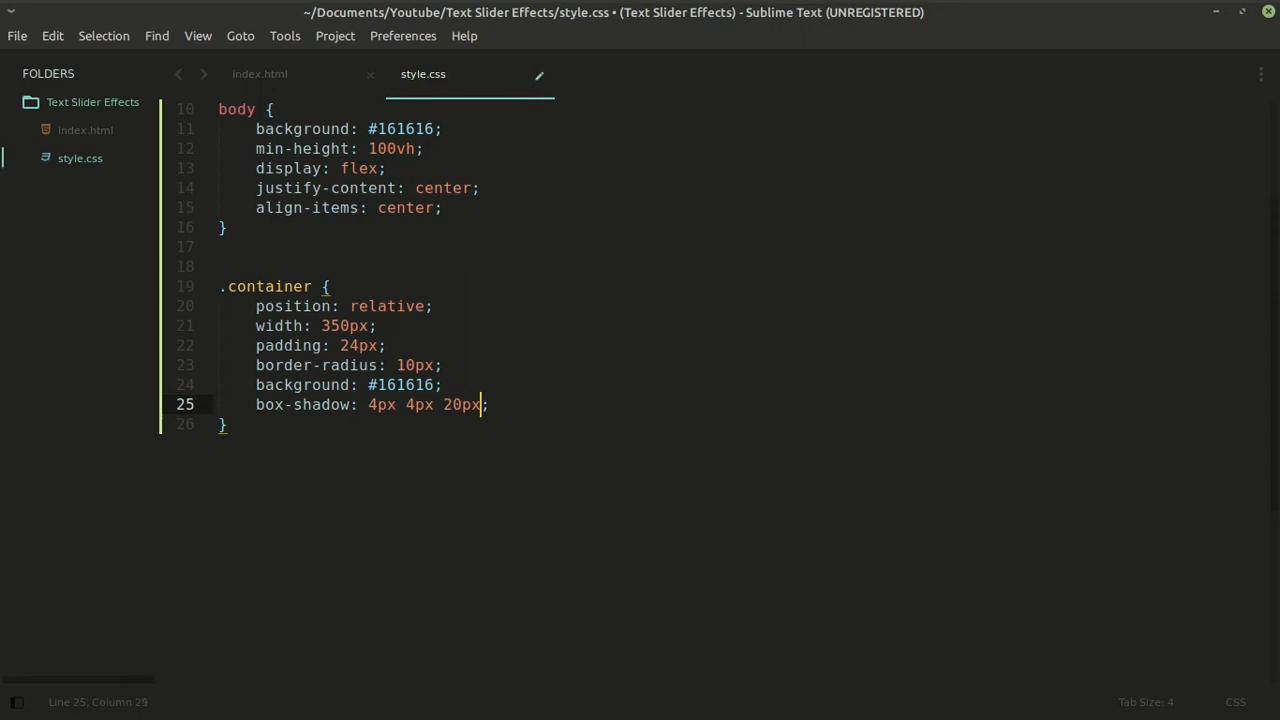 ~/Documents/Youtube/Text Slider Effects/style.css • (Text Slider Effects) - Sublime Text (UNREGISTERED)
File Edit Selection Find View Goto Tools Project Preferences Help
FOLDERS
Text Slider Effects
index.html
style.css
index.html
style.css
10 body {
11 background: #161616;
12 min-height: 100vh;
13 display: flex;
14 justify-content: center;
15 align-items: center;
16 }
17
18
19 .container {
20 position: relative;
21 width: 350px;
22 padding: 24px;
23 border-radius: 10px;
24 background: #161616;
25 box-shadow: 4px 4px 20px;
26 }
Line 25, Column 29
Tab Size: 4
CSS